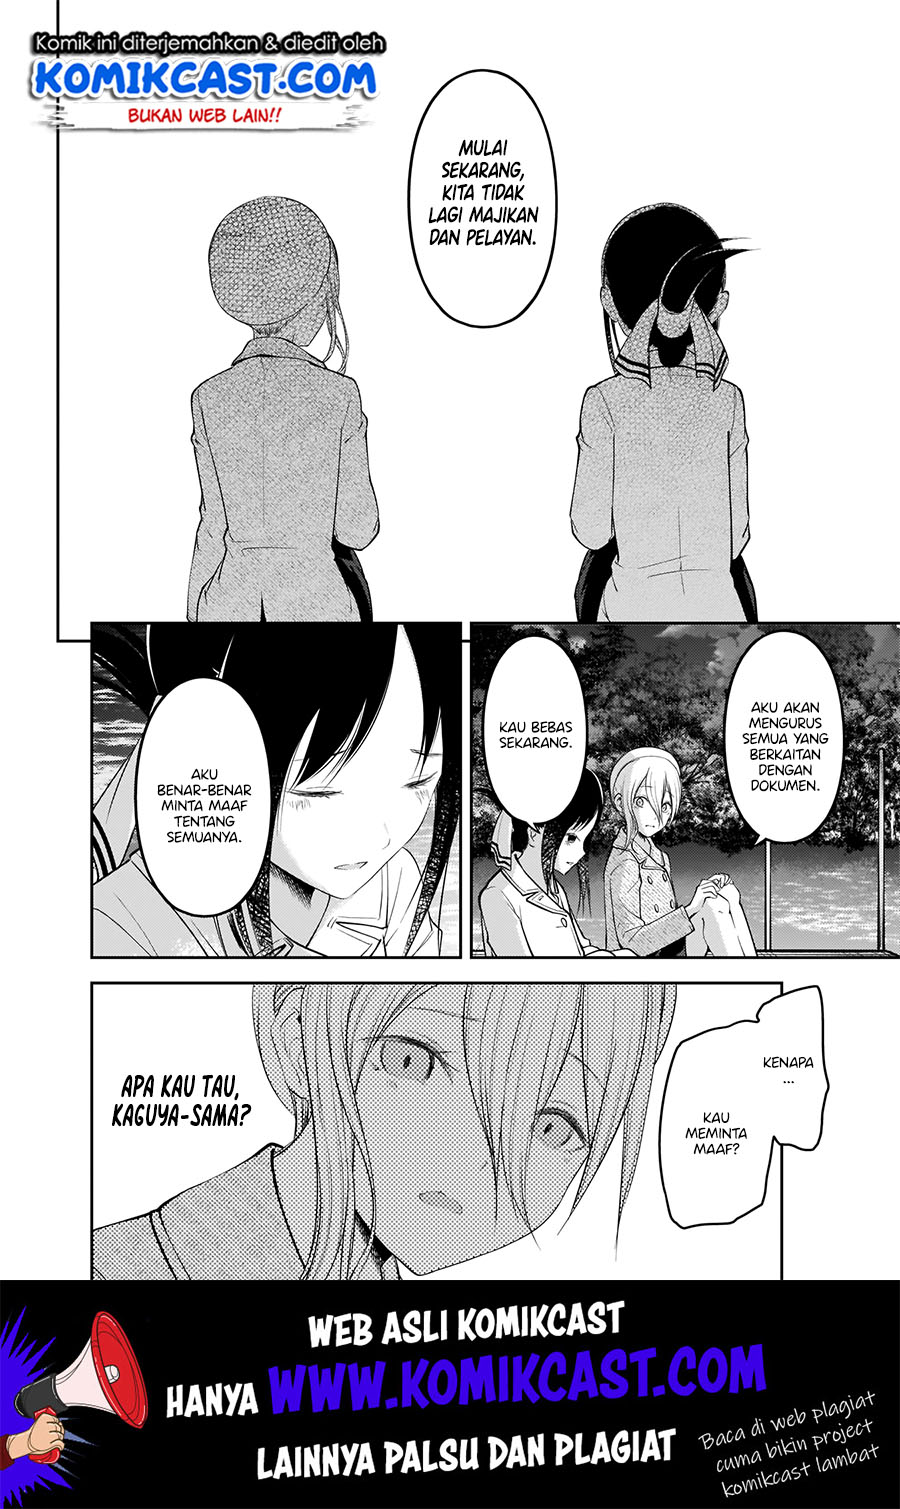 Komik ini diterjemahkan & diedit oleh
KOMIKCAST.COM
BUKAN WEB LAIN!!
MULAI
SEKARANG,
KITA TIDAK
LAGI MAJIKAN
DAN PELAYAN.
AKU AKAN
MENGURUS
SEMUA YANG
BERKAITAN
DENGAN
DOKUMEN.
KAU BEBAS
SEKARANG.
AKU
BENAR-BENAR
MINTA MAAF
TENTANG
SEMUANYA.
KENAPA
...
KAU
MEMINTA
MAAF?
APA KAU TAU,
KAGUYA-SAMA?
WEB ASLI KOMIKCAST
HANYA WWW.KOMIKCAST.COM
LAINNYA PALSU DAN PLAGIAT
Baca di web plagiat
cuma bikin project
komikcast lambat